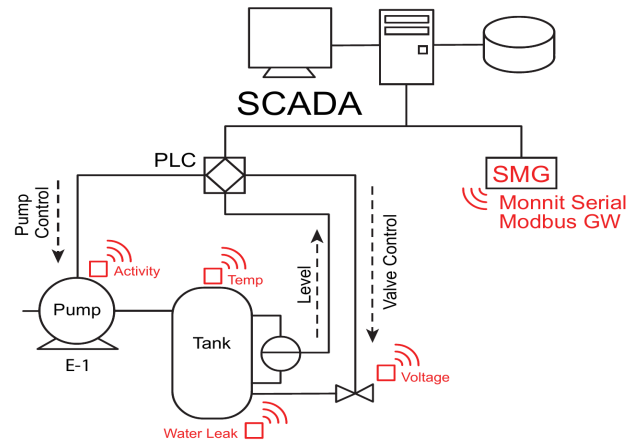 SCADA
PLC
SMG
Monnit Serial
Modbus GW
Pump
Control
Activity
Temp
Level
Valve Control
Pump
Tank
E-1
Voltage
Water Leak